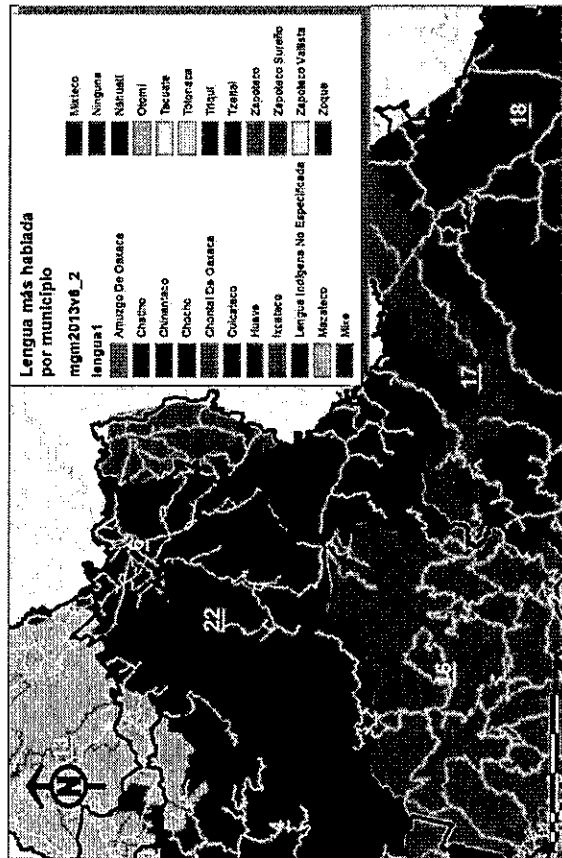 Lengua más hablada
por municipio
mgm2013v6_2
lengua1
Amuzgo De Oaxaca
Chatino
Chinanteco
Chocho
Chontal De Oaxaca
Cuicateco
Huave
Ixcateco
Lengua Indígena No Especificada
Mazateco
Mixe
Mixteco
Ninguna
Náhuatl
Otomí
Tacuate
Totonaca
Triqui
Tzeltal
Zapoteco
Zapoteco Sureño
Zapoteco Vallista
Zoque
N
22
16
17
18